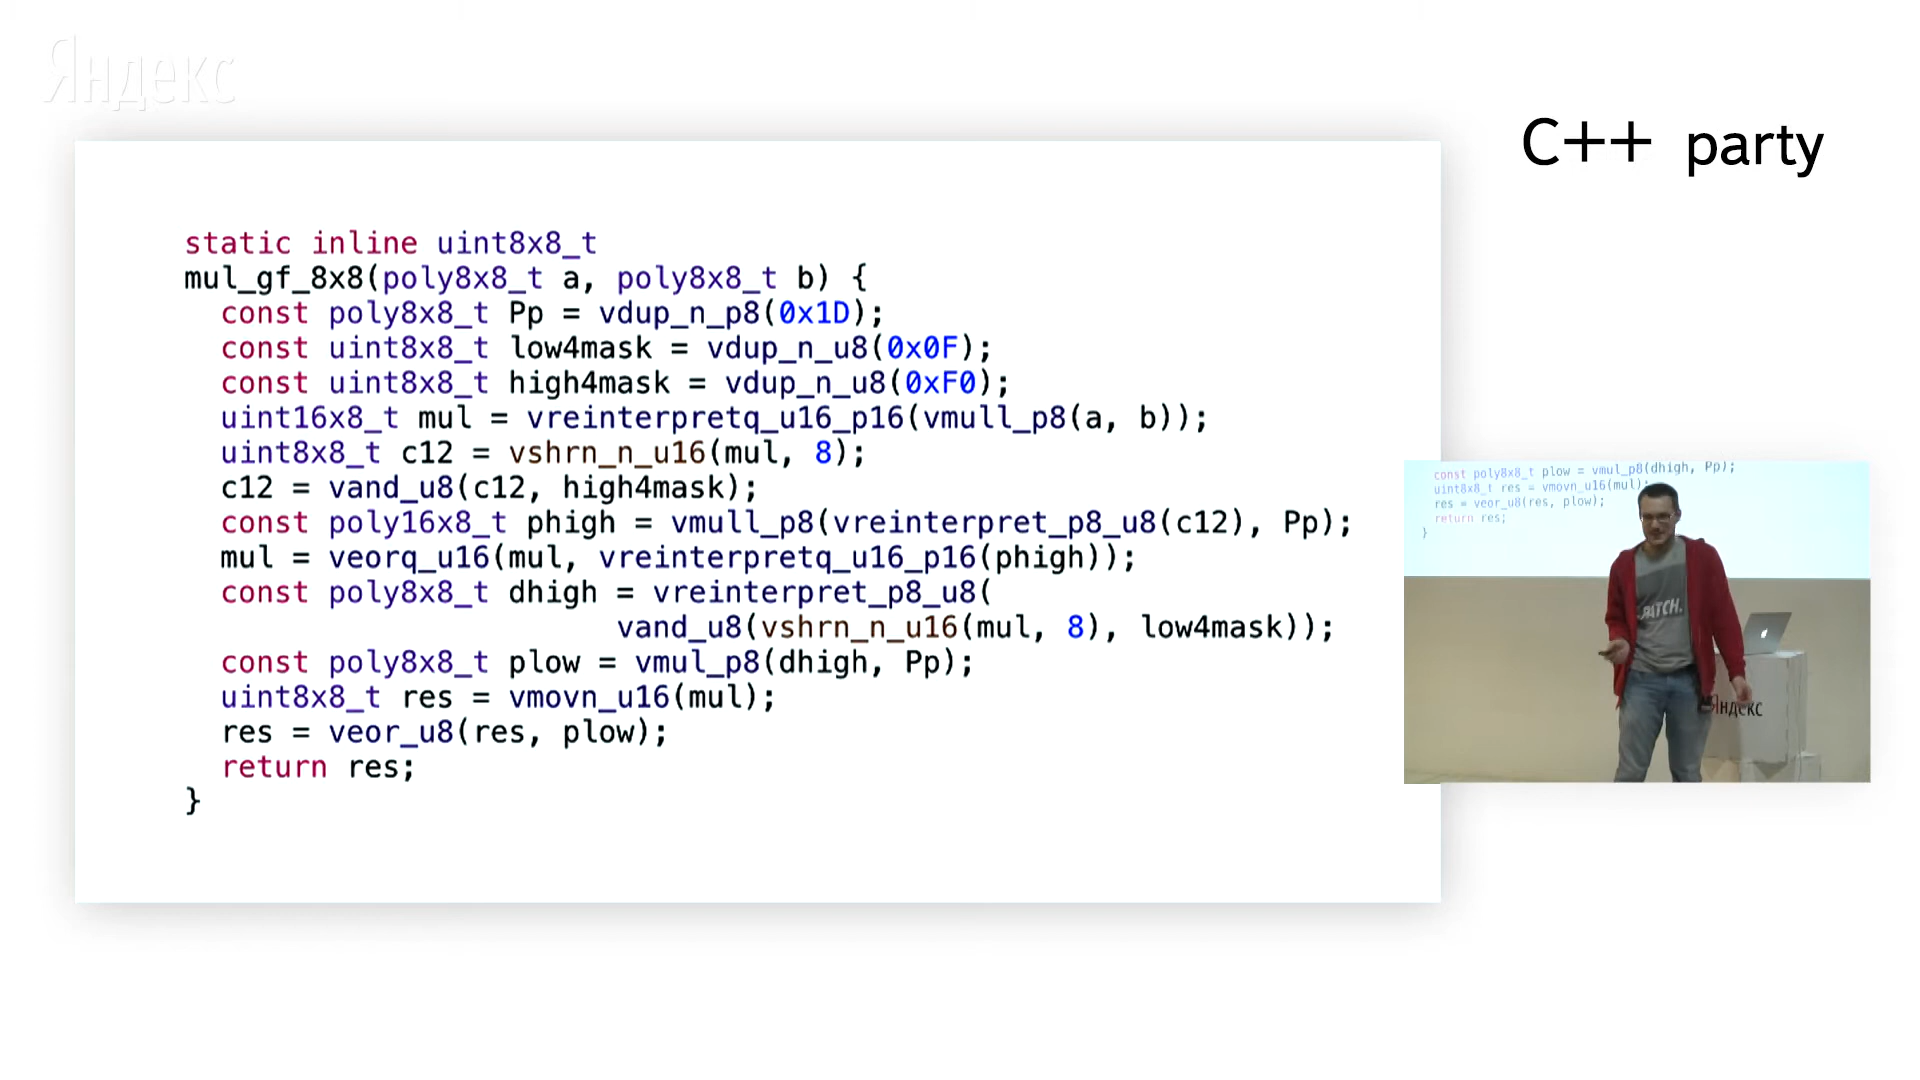 Яндекс
C++ party
static inline uint8x8_t
mul_gf_8x8(poly8x8_t a, poly8x8_t b) {
const poly8x8_t Pp = vdup_n_p8(0x1D);
const uint8x8_t low4mask = vdup_n_u8(0x0F);
const uint8x8_t high4mask = vdup_n_u8(0xF0);
uint16x8_t mul = vreinterpretq_u16_p16(vmull_p8(a, b));
uint8x8_t c12 = vshrn_n_u16(mul, 8);
c12 = vand_u8(c12, high4mask);
const poly16x8_t phigh = vmull_p8(vreinterpret_p8_u8(c12), Pp);
mul = veorq_u16(mul, vreinterpretq_u16_p16(phigh));
const poly8x8_t dhigh = vreinterpret_p8_u8(
vand_u8(vshrn_n_u16(mul, 8), low4mask));
const poly8x8_t plow = vmul_p8(dhigh, Pp);
uint8x8_t res = vmovn_u16(mul);
res = veor_u8(res, plow);
return res;
}
const poly8x8_t plow = vmul_p8(dhigh, Pp);
uint8x8_t res = vmovn_u16(mul);
res = veor_u8(res, plow);
return res;
}
Яндекс